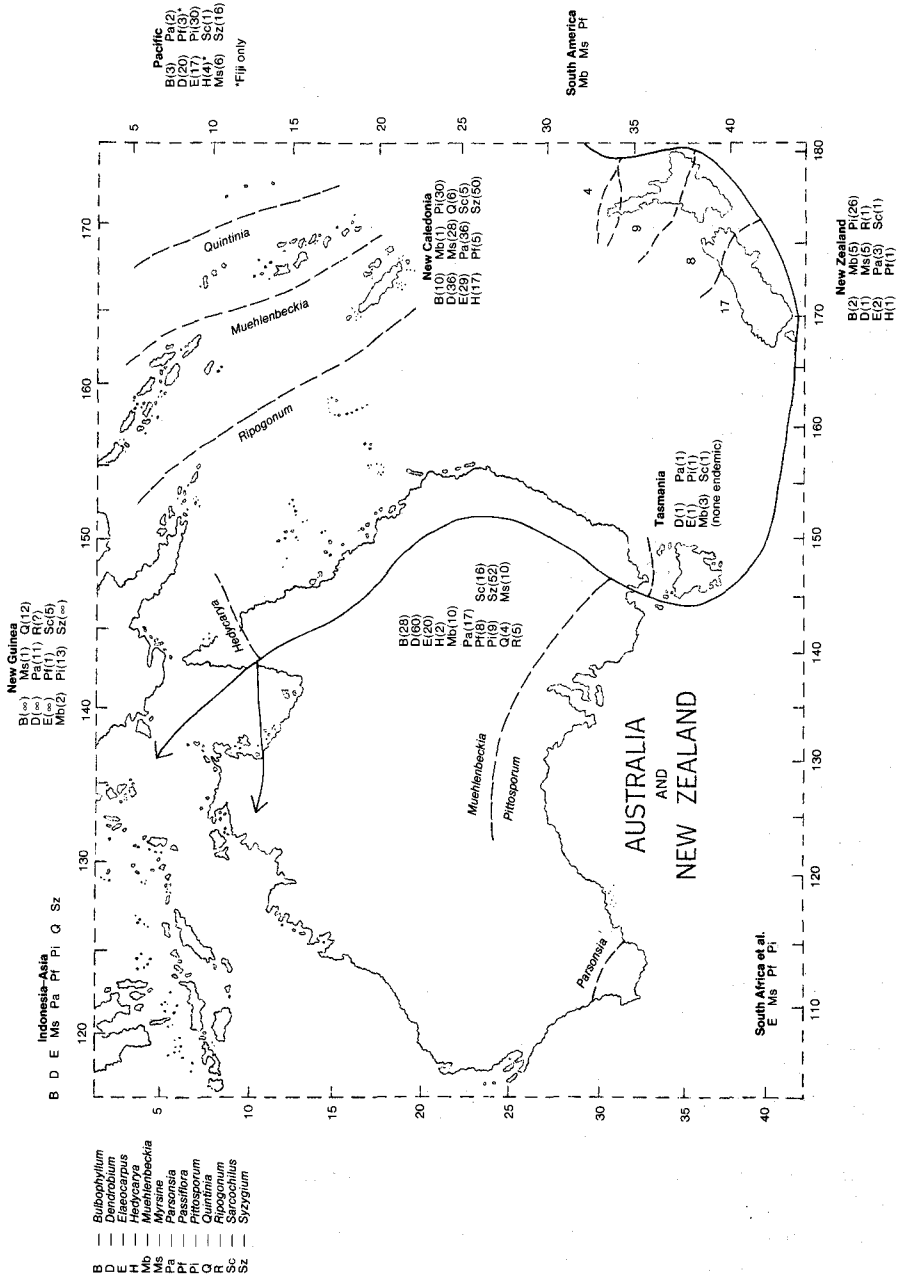 B — Bulbophyllum
D — Dendrobium
E — Elaeocarpus
H — Hedycarya
Mb — Muehlenbeckia
Ms — Myrsine
Pa — Parsonsia
Pf — Passiflora
Pi — Pittosporum
Q — Quintinia
R — Ripogonum
Sc — Sarcochilus
Sz — Syzygium
Indonesia–Asia
B D E Ms Pa Pf Pi Q Sz
New Guinea
B(∞) Ms(1) Q(12)
D(∞) Pa(11) R(?)
E(∞) Pf(1) Sc(5)
Mb(2) Pi(13) Sz(∞)
Pacific
B(3) Pa(2)
D(20) Pf(3)*
E(17) Pi(30)
H(4)* Sc(1)
Ms(6) Sz(16)
*Fiji only
120 130 140 150 160 170
5
10
15
20
25
30
35
40
5
10
15
20
25
30
35
40
Quintinia
Muehlenbeckia
Ripogonum
Hedycarya
New Caledonia
B(10) Mb(1) Pi(30)
D(36) Ms(28) Q(6)
E(29) Pa(36) Sc(5)
H(17) Pf(5) Sz(50)
B(28)
D(60)
E(20)
H(2)
Mb(10)
Pa(17) Sc(16)
Pf(8) Sz(52)
Pi(9) Ms(10)
Q(4)
R(5)
Muehlenbeckia
Pittosporum
Parsonsia
South America
Mb Ms Pf
4
9
8
17
Tasmania
D(1) Pa(1)
E(1) Pi(1)
Mb(3) Sc(1)
(none endemic)
AUSTRALIA
AND
NEW ZEALAND
South Africa et al.
E Ms Pf Pi
110 120 130 140 150 160 170 180
New Zealand
B(2) Mb(5) Pi(26)
D(1) Ms(5) R(1)
E(2) Pa(3) Sc(1)
H(1) Pf(1)